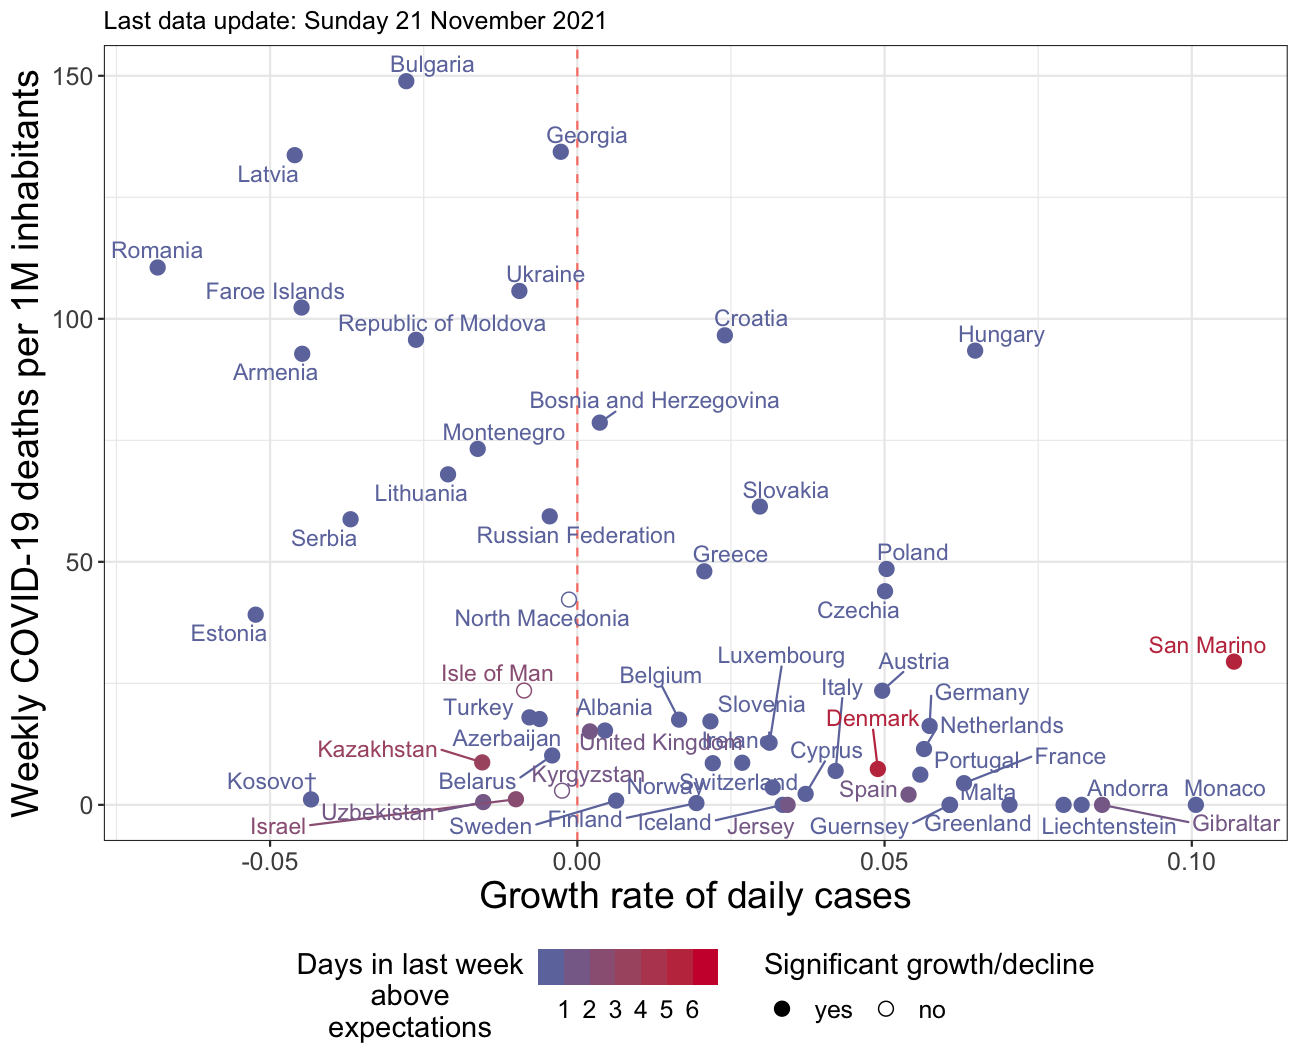 Last data update: Sunday 21 November 2021
Weekly COVID-19 deaths per 1M inhabitants
150
100
50
0
Bulgaria
Georgia
Latvia
Romania
Ukraine
Faroe Islands
Republic of Moldova
Croatia
Hungary
Armenia
Bosnia and Herzegovina
Montenegro
Lithuania
Slovakia
Serbia
Russian Federation
Greece
Poland
Czechia
North Macedonia
Estonia
San Marino
Luxembourg
Austria
Isle of Man
Belgium
Italy
Germany
Turkey
Albania
Slovenia
Denmark
Netherlands
Azerbaijan
United Kingdom
Ireland
Kazakhstan
Cyprus
France
Portugal
Kosovo†
Belarus
Kyrgyzstan
Norway
Switzerland
Spain
Malta
Andorra
Monaco
Uzbekistan
Israel
Sweden
Finland
Iceland
Jersey
Guernsey
Greenland
Liechtenstein
Gibraltar
-0.05
0.00
0.05
0.10
Growth rate of daily cases
Days in last week
above
expectations
1 2 3 4 5 6
Significant growth/decline
yes no